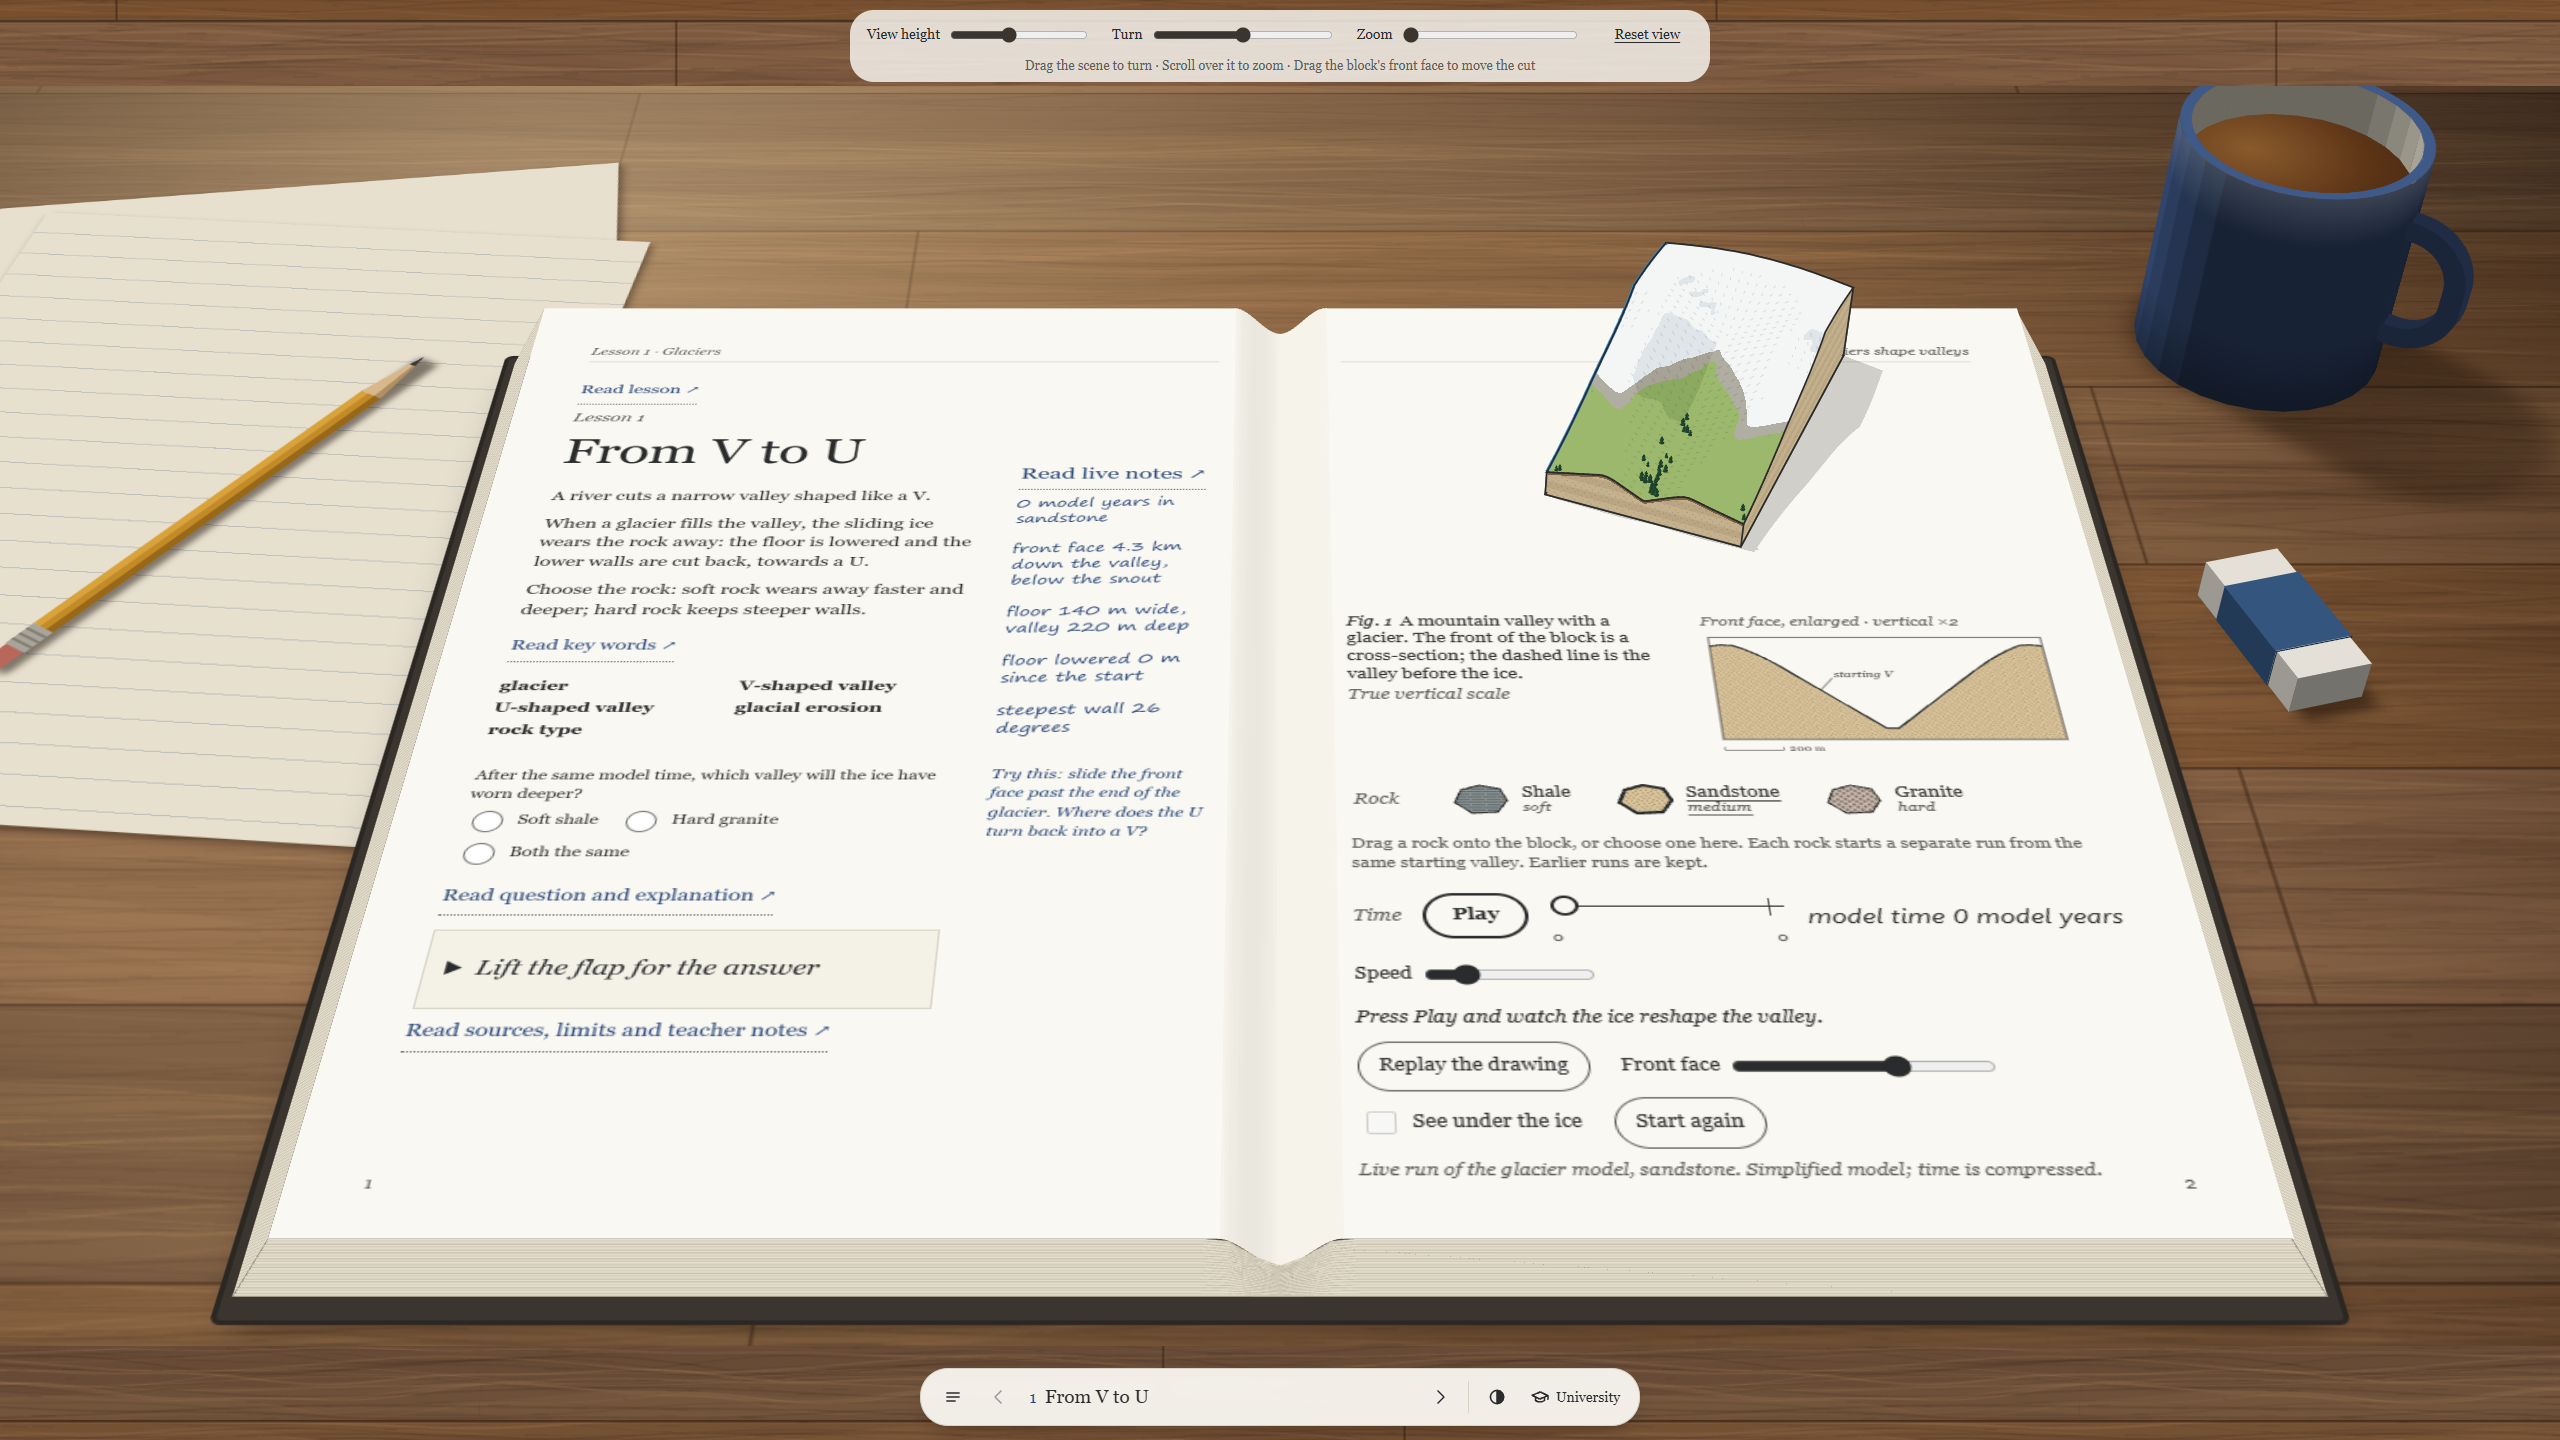 View height
Turn
Zoom
Reset view
Drag the scene to turn · Scroll over it to zoom · Drag the block's front face to move the cut
Lesson 1 · Glaciers
Read lesson ↗
Lesson 1
From V to U
A river cuts a narrow valley shaped like a V.
When a glacier fills the valley, the sliding ice
wears the rock away: the floor is lowered and the
lower walls are cut back, towards a U.
Choose the rock: soft rock wears away faster and
deeper; hard rock keeps steeper walls.
Read key words ↗
glacier
V-shaped valley
U-shaped valley
glacial erosion
rock type
After the same model time, which valley will the ice have
worn deeper?
Soft shale
Hard granite
Both the same
Read question and explanation ↗
▶ Lift the flap for the answer
Read sources, limits and teacher notes ↗
1
Read live notes ↗
0 model years in
sandstone
front face 4.3 km
down the valley,
below the snout
floor 140 m wide,
valley 220 m deep
floor lowered 0 m
since the start
steepest wall 26
degrees
Try this: slide the front
face past the end of the
glacier. Where does the U
turn back into a V?
iers shape valleys
Fig. 1 A mountain valley with a
glacier. The front of the block is a
cross-section; the dashed line is the
valley before the ice.
True vertical scale
Front face, enlarged · vertical ×2
starting V
200 m
Rock
Shale
soft
Sandstone
medium
Granite
hard
Drag a rock onto the block, or choose one here. Each rock starts a separate run from the
same starting valley. Earlier runs are kept.
Time
Play
0
0
model time 0 model years
Speed
Press Play and watch the ice reshape the valley.
Replay the drawing
Front face
See under the ice
Start again
Live run of the glacier model, sandstone. Simplified model; time is compressed.
2
1 From V to U
University